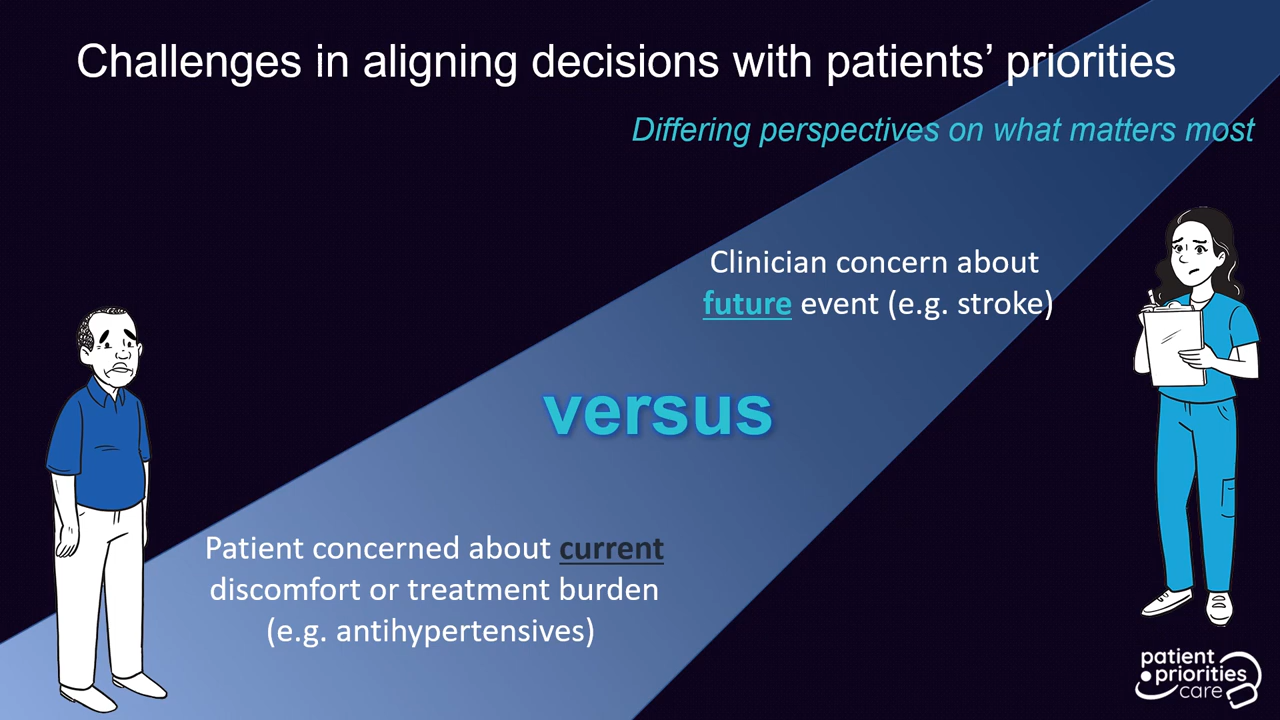 Challenges in aligning decisions with patients’ priorities
Differing perspectives on what matters most
Clinician concern about
future event (e.g. stroke)
versus
Patient concerned about current
discomfort or treatment burden
(e.g. antihypertensives)
patient
priorities
care